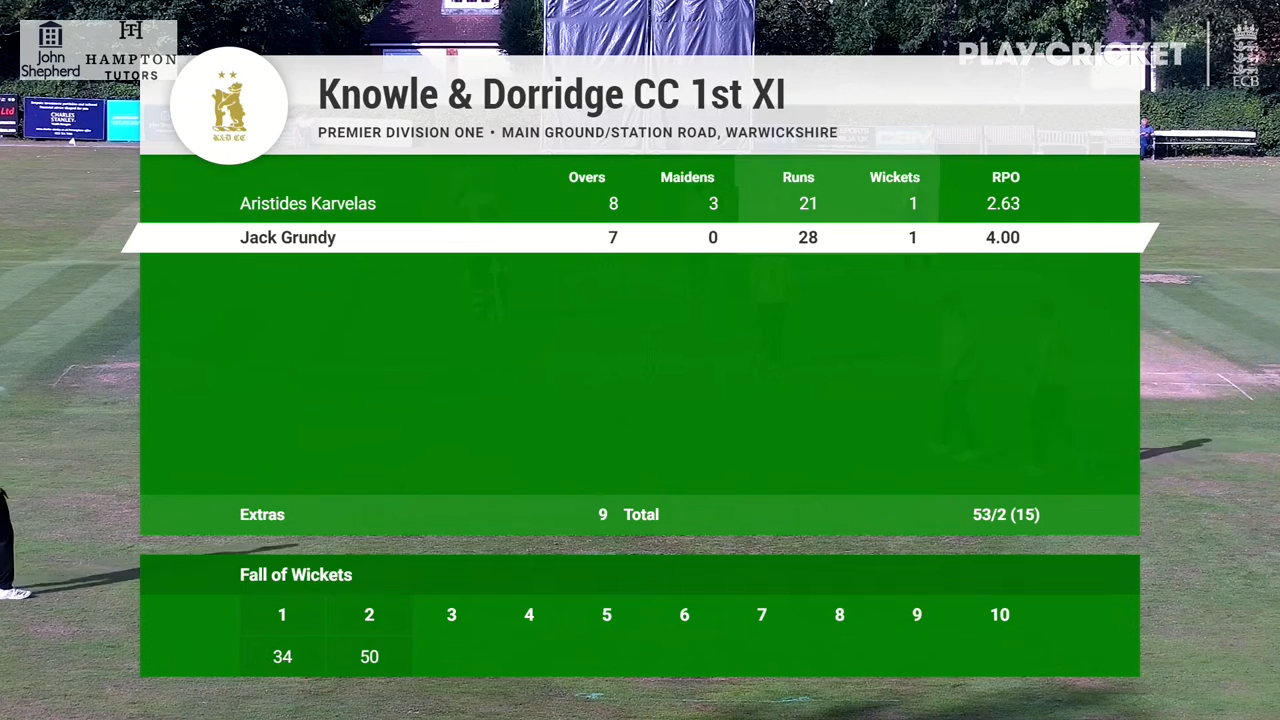 John
Shepherd
HAMPTON
TUTORS
PLAY-CRICKET
ECB
Ltd
CHARLES
STANLEY
K&D CC
Knowle & Dorridge CC 1st XI
PREMIER DIVISION ONE • MAIN GROUND/STATION ROAD, WARWICKSHIRE
Overs Maidens Runs Wickets RPO
Aristides Karvelas 8 3 21 1 2.63
Jack Grundy 7 0 28 1 4.00
Extras 9 Total 53/2 (15)
Fall of Wickets
1 2 3 4 5 6 7 8 9 10
34 50